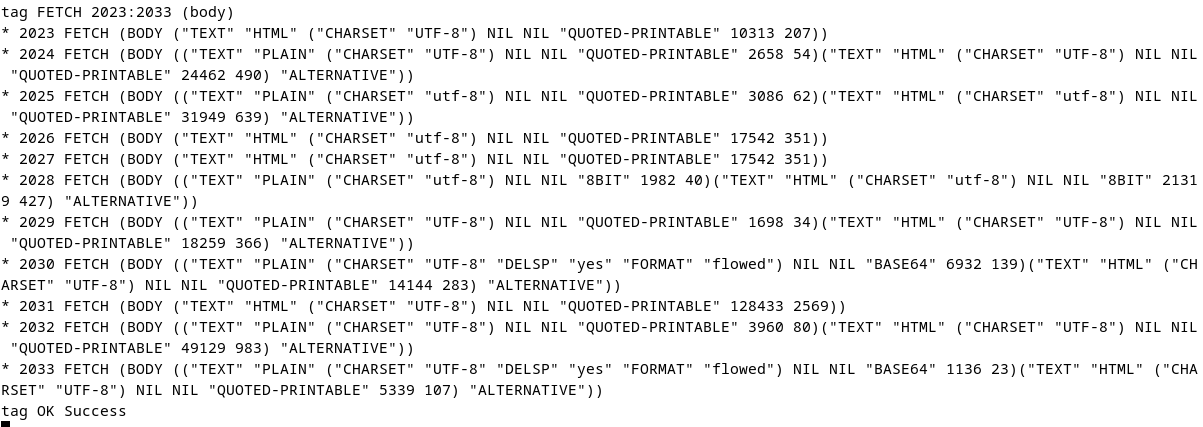 tag FETCH 2023:2033 (body)
* 2023 FETCH (BODY ("TEXT" "HTML" ("CHARSET" "UTF-8") NIL NIL "QUOTED-PRINTABLE" 10313 207))
* 2024 FETCH (BODY (("TEXT" "PLAIN" ("CHARSET" "UTF-8") NIL NIL "QUOTED-PRINTABLE" 2658 54)("TEXT" "HTML" ("CHARSET" "UTF-8") NIL NIL
 "QUOTED-PRINTABLE" 24462 490) "ALTERNATIVE"))
* 2025 FETCH (BODY (("TEXT" "PLAIN" ("CHARSET" "utf-8") NIL NIL "QUOTED-PRINTABLE" 3086 62)("TEXT" "HTML" ("CHARSET" "utf-8") NIL NIL
 "QUOTED-PRINTABLE" 31949 639) "ALTERNATIVE"))
* 2026 FETCH (BODY ("TEXT" "HTML" ("CHARSET" "utf-8") NIL NIL "QUOTED-PRINTABLE" 17542 351))
* 2027 FETCH (BODY ("TEXT" "HTML" ("CHARSET" "utf-8") NIL NIL "QUOTED-PRINTABLE" 17542 351))
* 2028 FETCH (BODY (("TEXT" "PLAIN" ("CHARSET" "utf-8") NIL NIL "8BIT" 1982 40)("TEXT" "HTML" ("CHARSET" "utf-8") NIL NIL "8BIT" 2131
9 427) "ALTERNATIVE"))
* 2029 FETCH (BODY (("TEXT" "PLAIN" ("CHARSET" "UTF-8") NIL NIL "QUOTED-PRINTABLE" 1698 34)("TEXT" "HTML" ("CHARSET" "UTF-8") NIL NIL
 "QUOTED-PRINTABLE" 18259 366) "ALTERNATIVE"))
* 2030 FETCH (BODY (("TEXT" "PLAIN" ("CHARSET" "UTF-8" "DELSP" "yes" "FORMAT" "flowed") NIL NIL "BASE64" 6932 139)("TEXT" "HTML" ("CH
ARSET" "UTF-8") NIL NIL "QUOTED-PRINTABLE" 14144 283) "ALTERNATIVE"))
* 2031 FETCH (BODY ("TEXT" "HTML" ("CHARSET" "UTF-8") NIL NIL "QUOTED-PRINTABLE" 128433 2569))
* 2032 FETCH (BODY (("TEXT" "PLAIN" ("CHARSET" "UTF-8") NIL NIL "QUOTED-PRINTABLE" 3960 80)("TEXT" "HTML" ("CHARSET" "UTF-8") NIL NIL
 "QUOTED-PRINTABLE" 49129 983) "ALTERNATIVE"))
* 2033 FETCH (BODY (("TEXT" "PLAIN" ("CHARSET" "UTF-8" "DELSP" "yes" "FORMAT" "flowed") NIL NIL "BASE64" 1136 23)("TEXT" "HTML" ("CHA
RSET" "UTF-8") NIL NIL "QUOTED-PRINTABLE" 5339 107) "ALTERNATIVE"))
tag OK Success